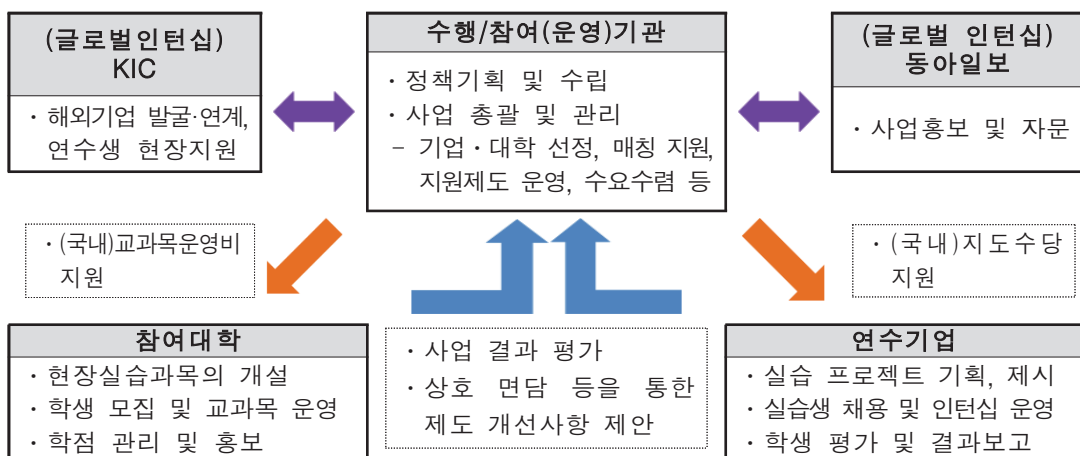 (글로벌인턴십)
KIC
· 해외기업 발굴·연계,
연수생 현장지원
수행/참여(운영)기관
· 정책기획 및 수립
· 사업 총괄 및 관리
- 기업·대학 선정, 매칭 지원,
지원제도 운영, 수요수렴 등
(글로벌 인턴십)
동아일보
· 사업홍보 및 자문
· (국내)교과목운영비
지원
· (국내)지도수당
지원
참여대학
· 현장실습과목의 개설
· 학생 모집 및 교과목 운영
· 학점 관리 및 홍보
· 사업 결과 평가
· 상호 면담 등을 통한
제도 개선사항 제안
연수기업
· 실습 프로젝트 기획, 제시
· 실습생 채용 및 인턴십 운영
· 학생 평가 및 결과보고